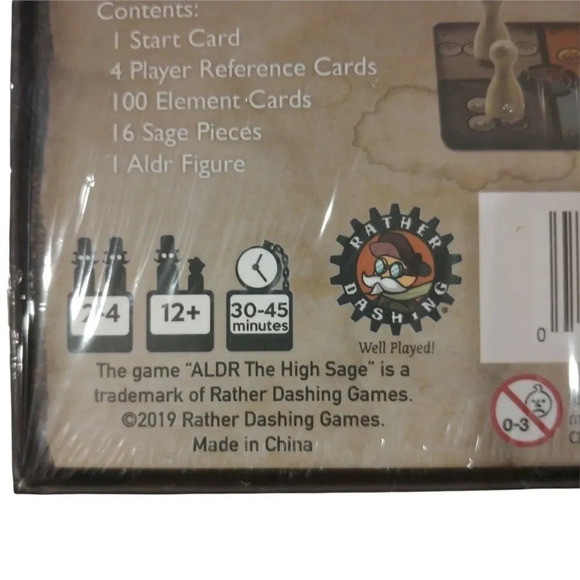 Contents:
1 Start Card
4 Player Reference Cards
100 Element Cards
16 Sage Pieces
1 Aldr Figure
2-4
12+
30-45
minutes
RATHER
DASHING
Well Played!
The game “ALDR The High Sage” is a
trademark of Rather Dashing Games.
©2019 Rather Dashing Games.
Made in China
0
0-3